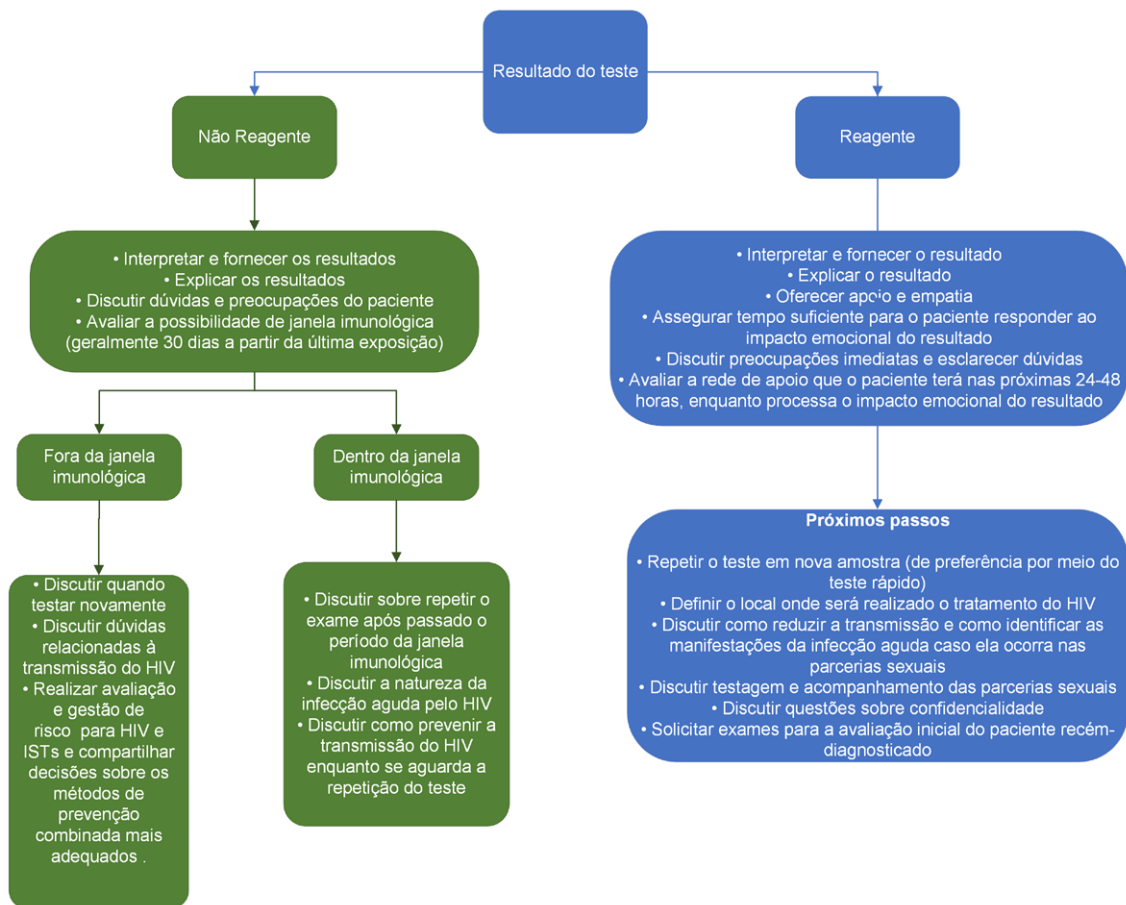 Resultado do teste
Não Reagente
Reagente
• Interpretar e fornecer os resultados
• Explicar os resultados
• Discutir dúvidas e preocupações do paciente
• Avaliar a possibilidade de janela imunológica
(geralmente 30 dias a partir da última exposição)
• Interpretar e fornecer o resultado
• Explicar o resultado
• Oferecer apoio e empatia
• Assegurar tempo suficiente para o paciente responder ao
impacto emocional do resultado
• Discutir preocupações imediatas e esclarecer dúvidas
• Avaliar a rede de apoio que o paciente terá nas próximas 24-48
horas, enquanto processa o impacto emocional do resultado
Fora da janela
imunológica
Dentro da janela
imunológica
• Discutir quando
testar novamente
• Discutir dúvidas
relacionadas à
transmissão do HIV
• Realizar avaliação
e gestão de
risco para HIV e
ISTs e compartilhar
decisões sobre os
métodos de
prevenção
combinada mais
adequados .
• Discutir sobre repetir o
exame após passado o
período da janela
imunológica
• Discutir a natureza da
infecção aguda pelo HIV
• Discutir como prevenir a
transmissão do HIV
enquanto se aguarda a
repetição do teste
Próximos passos
• Repetir o teste em nova amostra (de preferência por meio do
teste rápido)
• Definir o local onde será realizado o tratamento do HIV
• Discutir como reduzir a transmissão e como identificar as
manifestações da infecção aguda caso ela ocorra nas
parcerias sexuais
• Discutir testagem e acompanhamento das parcerias sexuais
• Discutir questões sobre confidencialidade
• Solicitar exames para a avaliação inicial do paciente recém-
diagnosticado